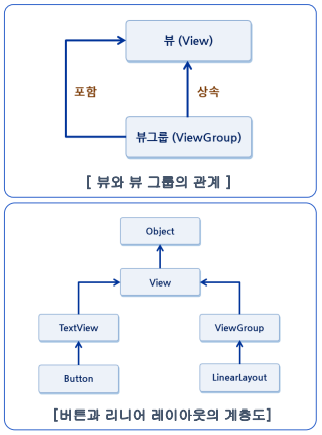 뷰 (View)
포함
상속
뷰그룹 (ViewGroup)
[ 뷰와 뷰 그룹의 관계 ]
Object
View
TextView
ViewGroup
Button
LinearLayout
[버튼과 리니어 레이아웃의 계층도]